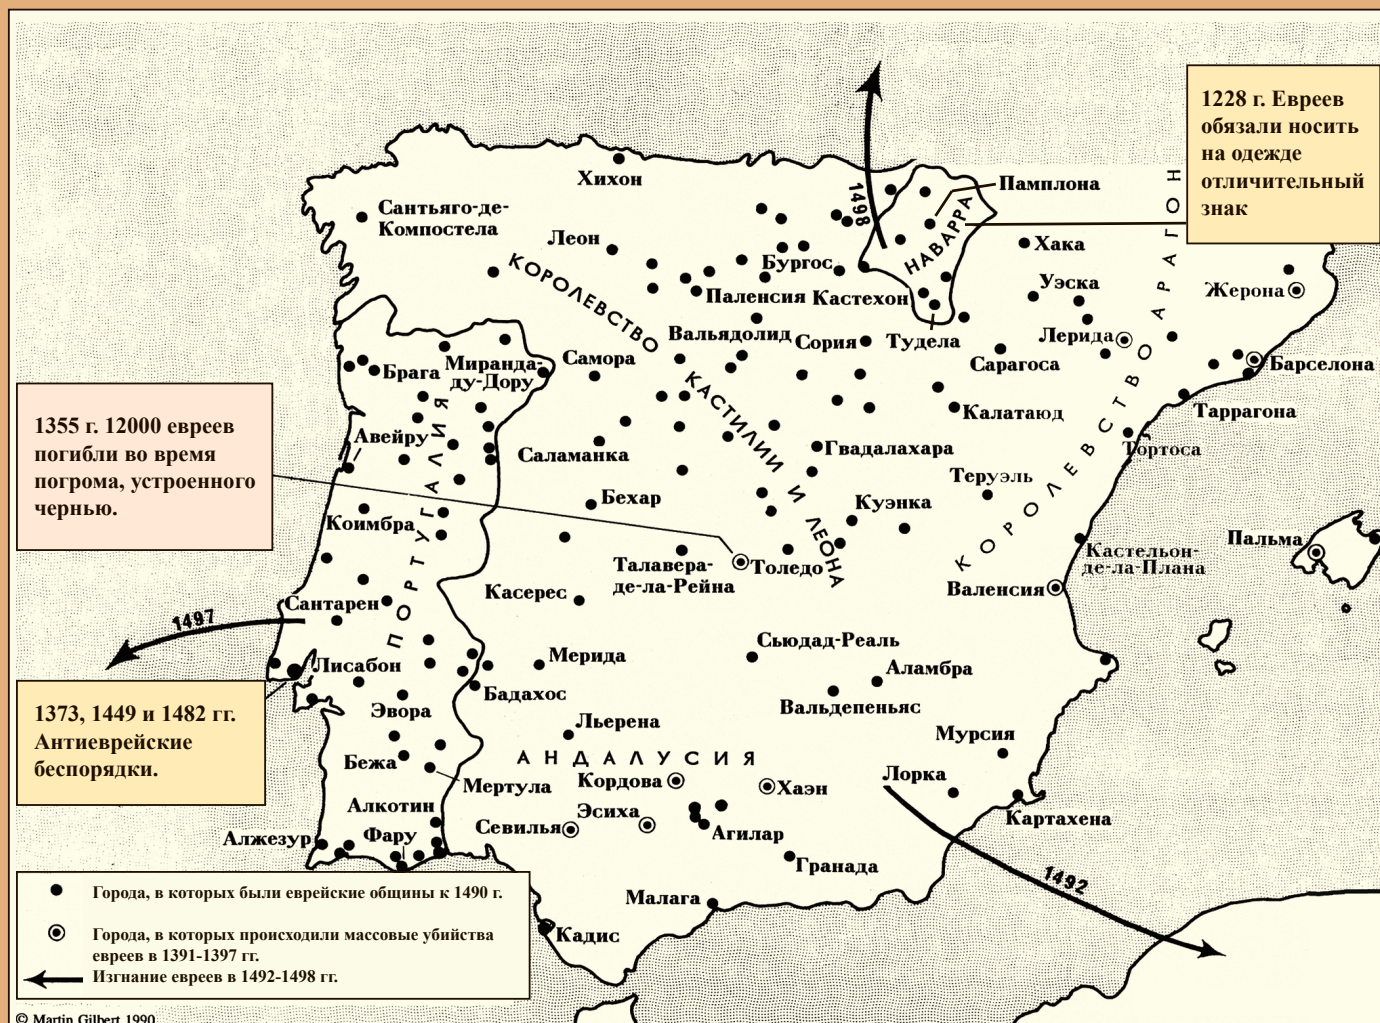 1228 г. Евреев
обязали носить
на одежде
отличительный
знак
1498
Хихон
Памплона
НАВАРРА
Сантьяго-де-
Компостела
Леон
Хака
КОРОЛЕВСТВО
АРАГОН
Бургос
Уэска
Жерона
Паленсия
Кастехон
Вальядолид
Сория
Тудела
Лерида
Миранда-
ду-Дору
Самора
Сарагоса
Барселона
Брага
КОРОЛЕВСТВО
КАСТИЛИИ И ЛЕОНА
Калатаюд
Таррагона
1355 г. 12000 евреев
погибли во время
погрома, устроенного
чернью.
Авейру
ПОРТУГАЛИЯ
Саламанка
Гвадалахара
Тортоса
Теруэль
Бехар
Куэнка
Коимбра
Пальма
Талавера-
де-ла-Рейна
Толедо
Кастельон-
де-ла-Плана
Касерес
Валенсия
Сантарен
1497
Сьюдад-Реаль
Лисабон
Мерида
Аламбра
Бадахос
Вальдепеньяс
1373, 1449 и 1482 гг.
Антиеврейские
беспорядки.
Эвора
Льерена
Мурсия
АНДАЛУСИЯ
Бежа
Мертула
Кордова
Хаэн
Лорка
Алкотин
Эсиха
Картахена
Алжезур
Фару
Севилья
Агилар
Гранада
1492
Малага
Кадис
Города, в которых были еврейские общины к 1490 г.
Города, в которых происходили массовые убийства
евреев в 1391-1397 гг.
Изгнание евреев в 1492-1498 гг.
© Martin Gilbert 1990